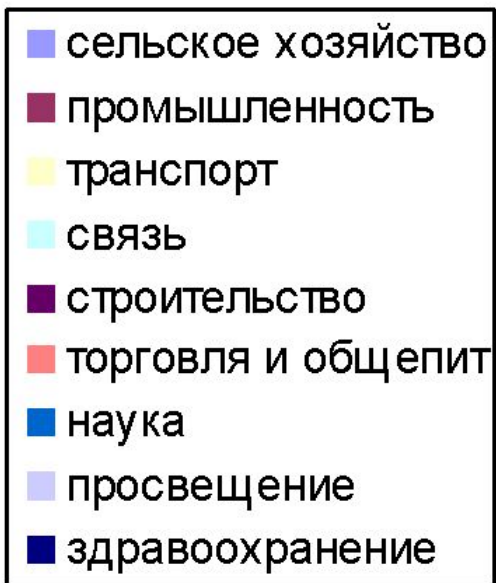 сельское хозяйство
промышленность
транспорт
связь
строительство
торговля и общепит
наука
просвещение
здравоохранение